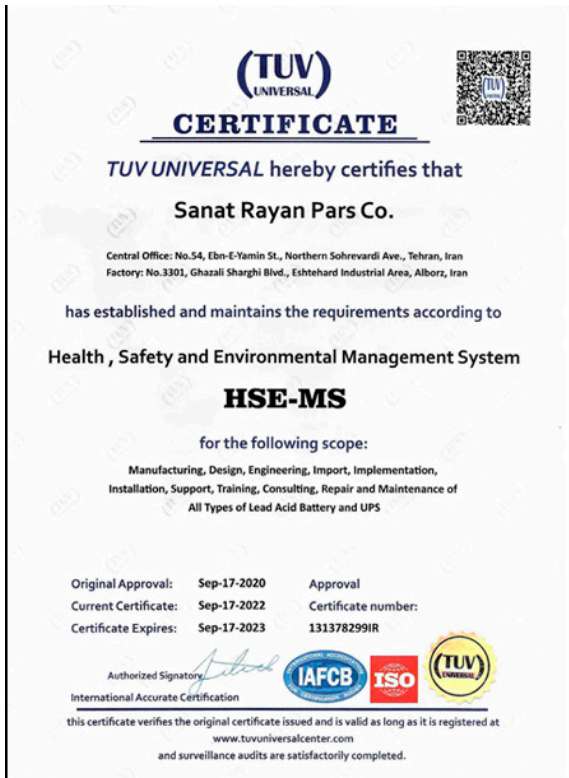 (TUV)
UNIVERSAL
CERTIFICATE
TUV UNIVERSAL hereby certifies that
Sanat Rayan Pars Co.
Central Office: No.54, Ebn-E-Yamin St., Northern Sohrevardi Ave., Tehran, Iran
Factory: No.3301, Ghazali Sharghi Blvd., Eshtehard Industrial Area, Alborz, Iran
has established and maintains the requirements according to
Health , Safety and Environmental Management System
HSE-MS
for the following scope:
Manufacturing, Design, Engineering, Import, Implementation,
Installation, Support, Training, Consulting, Repair and Maintenance of
All Types of Lead Acid Battery and UPS
Original Approval: Sep-17-2020 Approval
Current Certificate: Sep-17-2022 Certificate number:
Certificate Expires: Sep-17-2023 131378299IR
Authorized Signatory
International Accurate Certification
IAFCB
ISO
(TUV)
UNIVERSAL
this certificate verifies the original certificate issued and is valid as long as it is registered at
www.tuvuniversalcenter.com
and surveillance audits are satisfactorily completed.